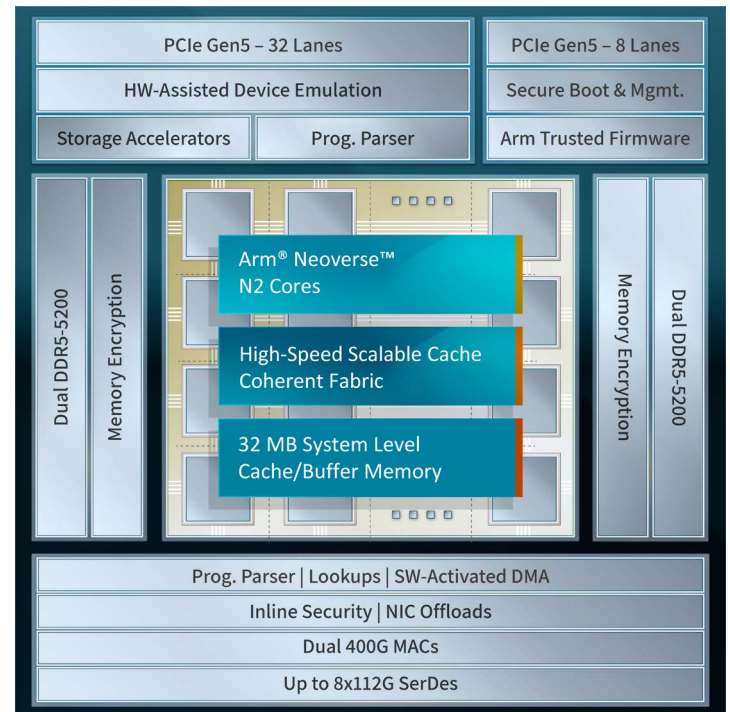 PCIe Gen5 – 32 Lanes
HW-Assisted Device Emulation
Storage Accelerators
Prog. Parser
PCIe Gen5 – 8 Lanes
Secure Boot & Mgmt.
Arm Trusted Firmware
Dual DDR5-5200
Memory Encryption
Arm® Neoverse™
N2 Cores
High-Speed Scalable Cache
Coherent Fabric
32 MB System Level
Cache/Buffer Memory
Memory Encryption
Dual DDR5-5200
Prog. Parser | Lookups | SW-Activated DMA
Inline Security | NIC Offloads
Dual 400G MACs
Up to 8x112G SerDes